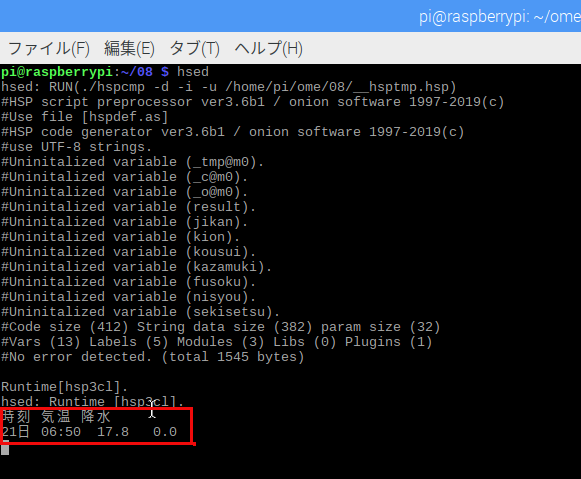 pi@raspberrypi: ~/ome
ファイル(F) 編集(E) タブ(T) ヘルプ(H)
pi@raspberrypi:~/08 $ hsed
hsed: RUN(./hspcmp -d -i -u /home/pi/ome/08/__hsptmp.hsp)
#HSP script preprocessor ver3.6b1 / onion software 1997-2019(c)
#Use file [hspdef.as]
#HSP code generator ver3.6b1 / onion software 1997-2019(c)
#use UTF-8 strings.
#Uninitalized variable (_tmp@m0).
#Uninitalized variable (_c@m0).
#Uninitalized variable (_o@m0).
#Uninitalized variable (result).
#Uninitalized variable (jikan).
#Uninitalized variable (kion).
#Uninitalized variable (kousui).
#Uninitalized variable (kazamuki).
#Uninitalized variable (fusoku).
#Uninitalized variable (nisyou).
#Uninitalized variable (sekisetsu).
#Code size (412) String data size (382) param size (32)
#Vars (13) Labels (5) Modules (3) Libs (0) Plugins (1)
#No error detected. (total 1545 bytes)
Runtime[hsp3cl].
hsed: Runtime [hsp3cl].
時刻 気温 降水
21日 06:50 17.8 0.0